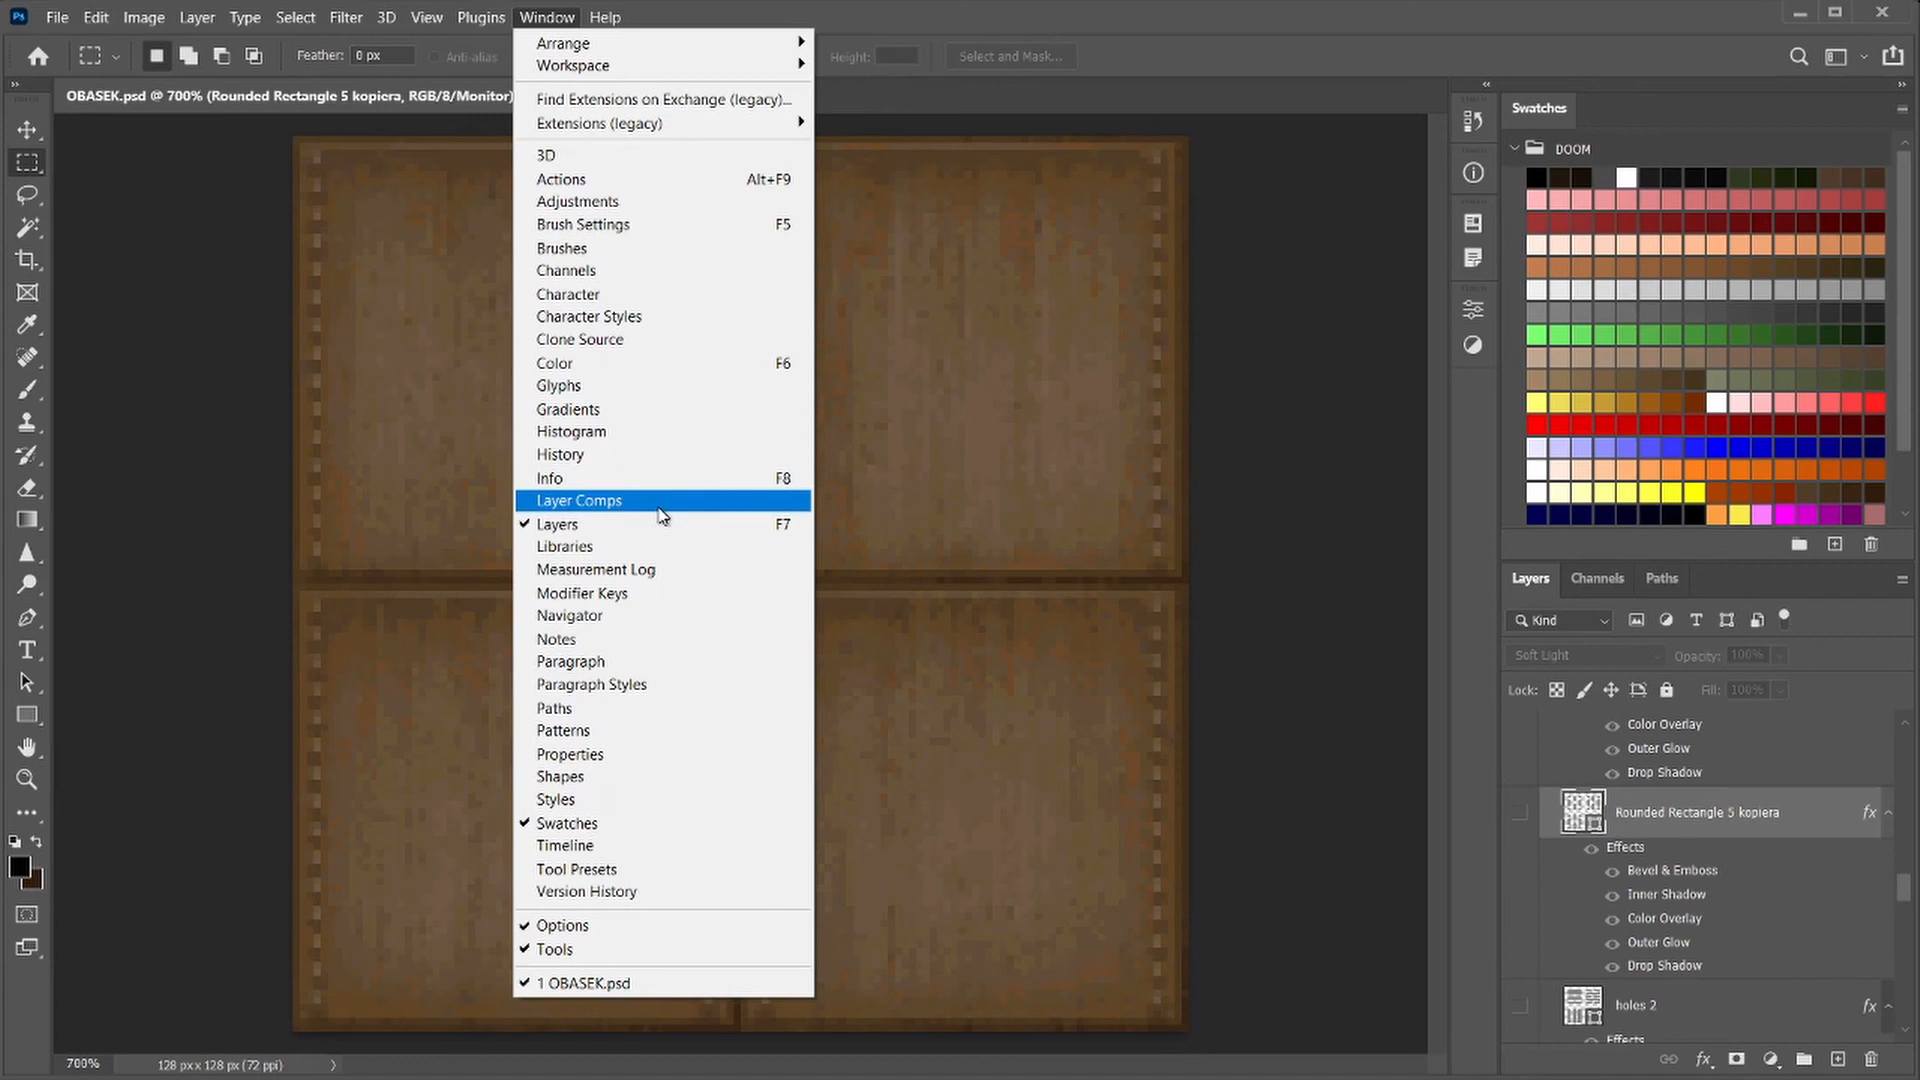 Ps File Edit Image Layer Type Select Filter 3D View Plugins Window Help
Feather: 0 px Anti-alias Height: Select and Mask...
OBASEK.psd @ 700% (Rounded Rectangle 5 kopiera, RGB/8/Monitor)
Arrange
Workspace
Find Extensions on Exchange (legacy)...
Extensions (legacy)
3D
Actions Alt+F9
Adjustments
Brush Settings F5
Brushes
Channels
Character
Character Styles
Clone Source
Color F6
Glyphs
Gradients
Histogram
History
Info F8
Layer Comps
Layers F7
Libraries
Measurement Log
Modifier Keys
Navigator
Notes
Paragraph
Paragraph Styles
Paths
Patterns
Properties
Shapes
Styles
Swatches
Timeline
Tool Presets
Version History
Options
Tools
1 OBASEK.psd
Swatches
DOOM
Layers Channels Paths
Kind
Soft Light Opacity: 100%
Lock: Fill: 100%
Color Overlay
Outer Glow
Drop Shadow
Rounded Rectangle 5 kopiera fx
Effects
Bevel & Emboss
Inner Shadow
Color Overlay
Outer Glow
Drop Shadow
holes 2 fx
Effects
fx
700% 128 px x 128 px (72 ppi)